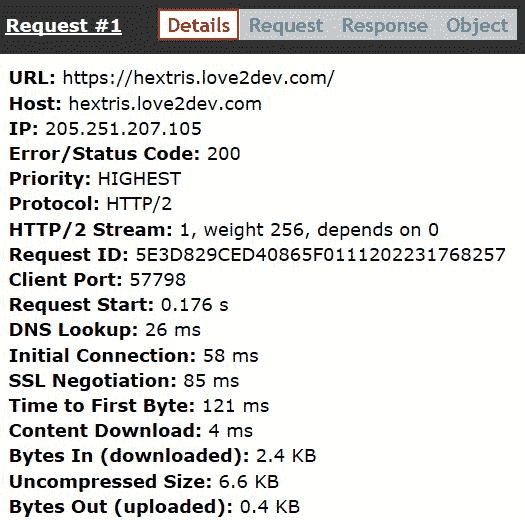 Request #1 Details Request Response Object
URL: https://hextris.love2dev.com/
Host: hextris.love2dev.com
IP: 205.251.207.105
Error/Status Code: 200
Priority: HIGHEST
Protocol: HTTP/2
HTTP/2 Stream: 1, weight 256, depends on 0
Request ID: 5E3D829CED40865F0111202231768257
Client Port: 57798
Request Start: 0.176 s
DNS Lookup: 26 ms
Initial Connection: 58 ms
SSL Negotiation: 85 ms
Time to First Byte: 121 ms
Content Download: 4 ms
Bytes In (downloaded): 2.4 KB
Uncompressed Size: 6.6 KB
Bytes Out (uploaded): 0.4 KB